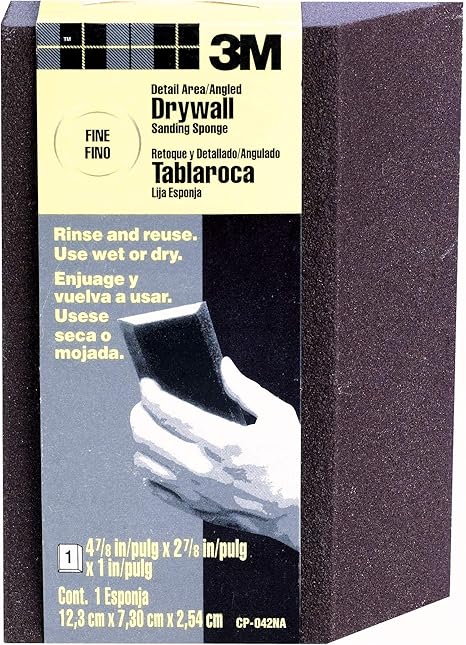 ™
3M
Detail Area/Angled
Drywall
Sanding Sponge
FINE
FINO
Retoque y Detallado/Angulado
Tablaroca
Lija Esponja
Rinse and reuse.
Use wet or dry.
Enjuage y
vuelva a usar.
Usese
seca o
mojada.
1
4 7/8 in/pulg x 2 7/8 in/pulg
x 1 in/pulg
Cont. 1 Esponja
12,3 cm x 7,30 cm x 2,54 cm
CP-042NA